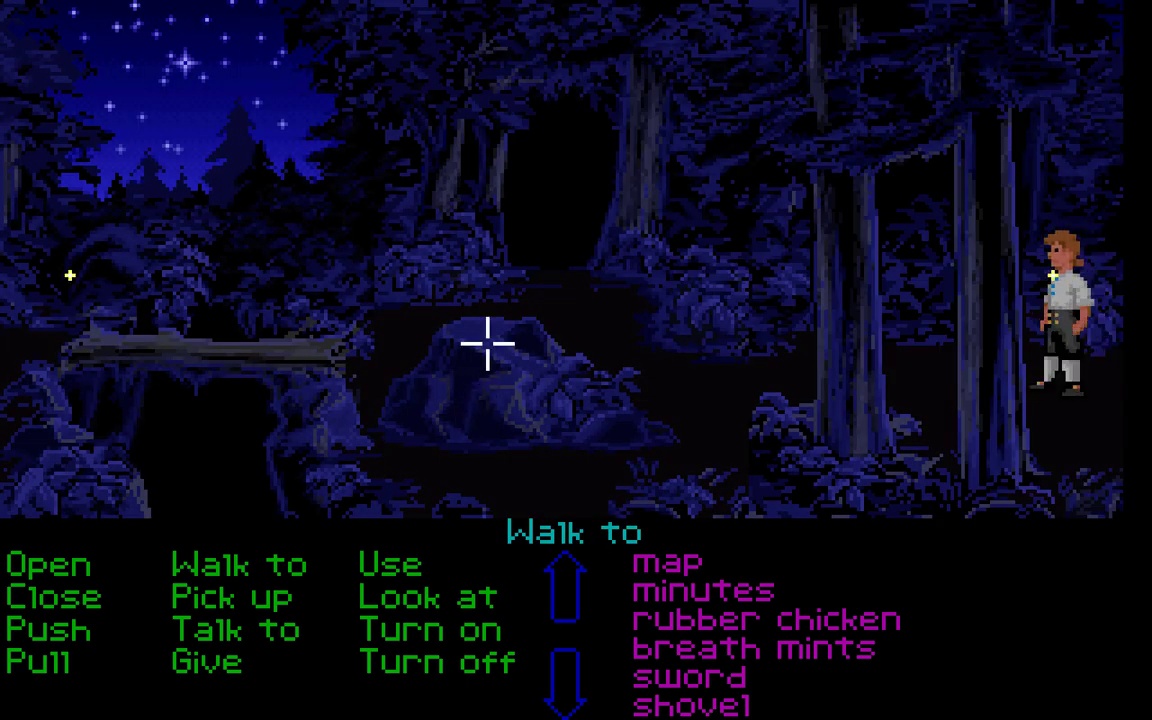 Walk to
Open Walk to Use
Close Pick up Look at
Push Talk to Turn on
Pull Give Turn off
map
minutes
rubber chicken
breath mints
sword
shovel